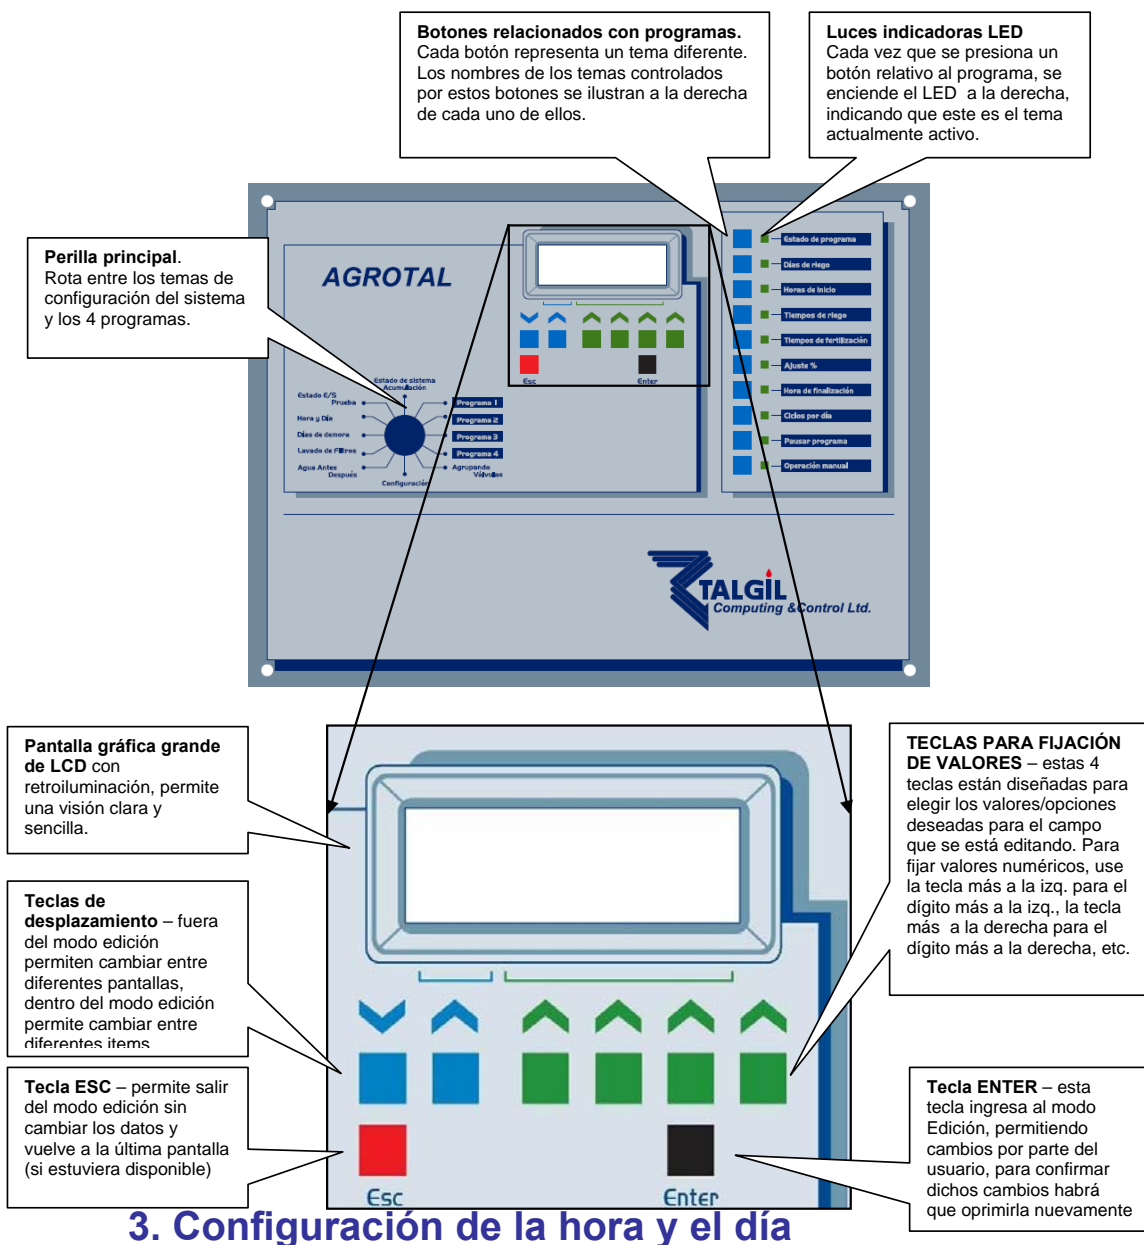 Botones relacionados con programas.
Cada botón representa un tema diferente.
Los nombres de los temas controlados
por estos botones se ilustran a la derecha
de cada uno de ellos.
Luces indicadoras LED
Cada vez que se presiona un
botón relativo al programa, se
enciende el LED a la derecha,
indicando que este es el tema
actualmente activo.
Perilla principal.
Rota entre los temas de
configuración del sistema
y los 4 programas.
AGROTAL
Esc
Enter
Estado de programa
Días de riego
Horas de inicio
Tiempos de riego
Tiempos de fertilización
Ajuste %
Hora de finalización
Ciclos por día
Pausar programa
Operación manual
Estado de sistema
Acumulación
Estado E/S
Prueba
Hora y Día
Días de demora
Lavado de Filtros
Agua Antes
Después
Configuración
Programa 1
Programa 2
Programa 3
Programa 4
Agrupando
Válvulas
TALGIL
Computing &Control Ltd.
Pantalla gráfica grande
de LCD con
retroiluminación, permite
una visión clara y
sencilla.
Teclas de
desplazamiento – fuera
del modo edición
permiten cambiar entre
diferentes pantallas,
dentro del modo edición
permite cambiar entre
diferentes items
Tecla ESC – permite salir
del modo edición sin
cambiar los datos y
vuelve a la última pantalla
(si estuviera disponible)
TECLAS PARA FIJACIÓN
DE VALORES – estas 4
teclas están diseñadas para
elegir los valores/opciones
deseadas para el campo
que se está editando. Para
fijar valores numéricos, use
la tecla más a la izq. para el
dígito más a la izq., la tecla
más a la derecha para el
dígito más a la derecha, etc.
Tecla ENTER – esta
tecla ingresa al modo
Edición, permitiendo
cambios por parte del
usuario, para confirmar
dichos cambios habrá
que oprimirla nuevamente
Esc
Enter
3. Configuración de la hora y el día